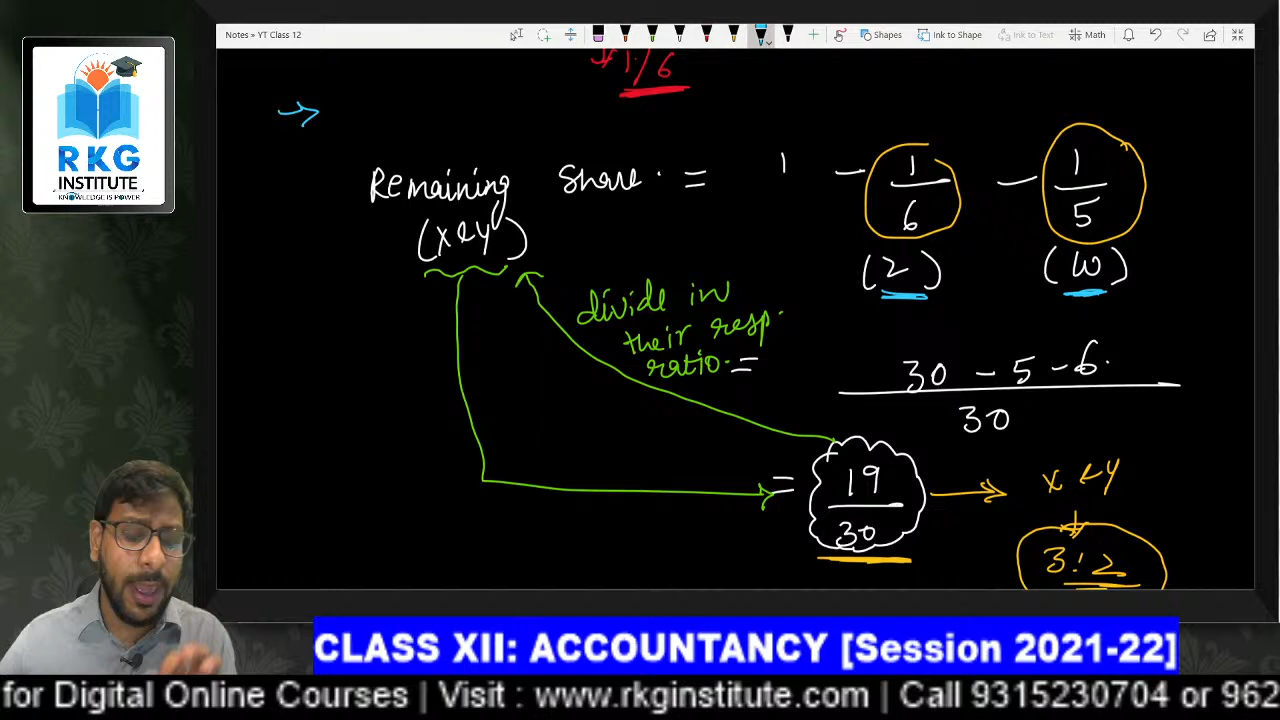 Notes » YT Class 12
Shapes
Ink to Shape
Ink to Text
Math
1/6
RKG
INSTITUTE
KNOWLEDGE IS POWER
Remaining Share = 1 - 1/6 - 1/5
(X & Y) (Z) (W)
divide in
their resp.
ratio =
30 - 5 - 6
30
= 19/30 → X & Y
3:2
CLASS XII: ACCOUNTANCY [Session 2021-22]
for Digital Online Courses | Visit : www.rkginstitute.com | Call 9315230704 or 962